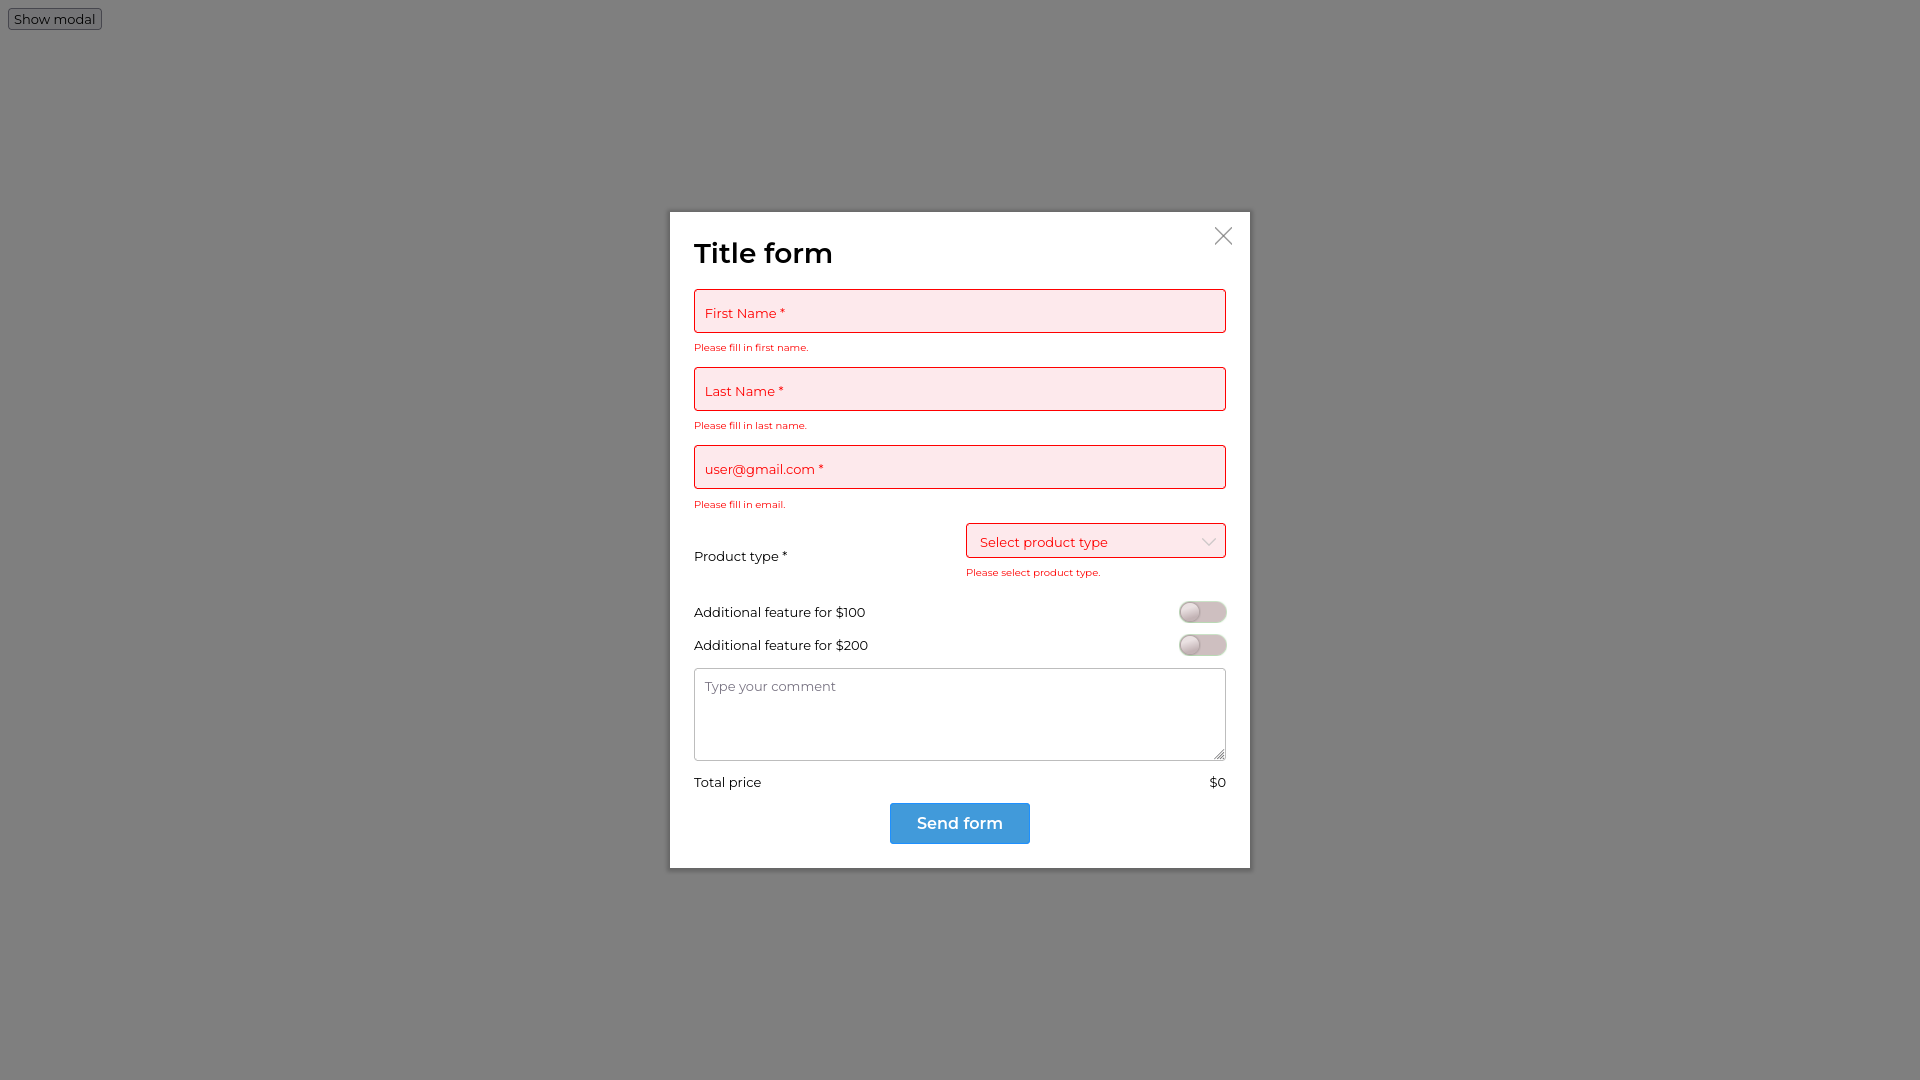 Show modal
Title form
First Name *
Please fill in first name.
Last Name *
Please fill in last name.
user@gmail.com *
Please fill in email.
Product type *
Select product type
Please select product type.
Additional feature for $100
Additional feature for $200
Type your comment
Total price $0
Send form